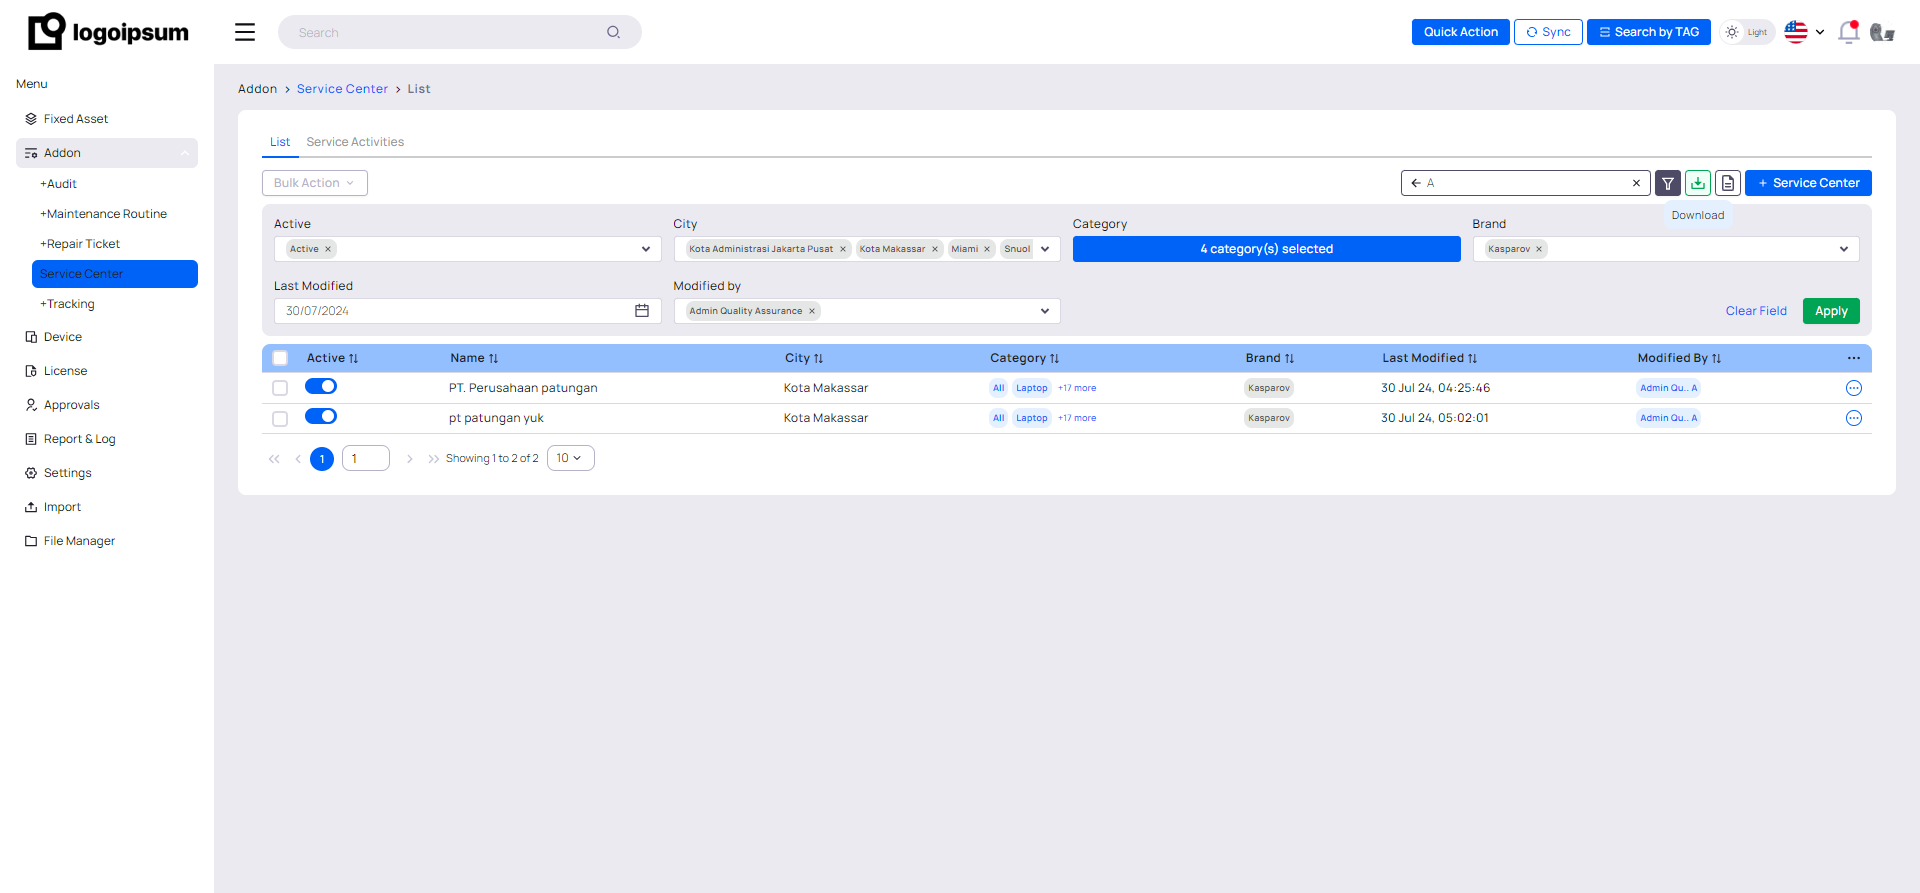 logoipsum
Search
Quick Action
Sync
Search by TAG
Light
Menu
Fixed Asset
Addon
+Audit
+Maintenance Routine
+Repair Ticket
Service Center
+Tracking
Device
License
Approvals
Report & Log
Settings
Import
File Manager
Addon > Service Center > List
List
Service Activities
Bulk Action
A
+ Service Center
Download
Active
Active ×
City
Kota Administrasi Jakarta Pusat × Kota Makassar × Miami × Snuol
Category
4 category(s) selected
Brand
Kasparov ×
Last Modified
30/07/2024
Modified by
Admin Quality Assurance ×
Clear Field
Apply
Active Name City Category Brand Last Modified Modified By
PT. Perusahaan patungan Kota Makassar All Laptop +17 more Kasparov 30 Jul 24, 04:25:46 Admin Qu.. A
pt patungan yuk Kota Makassar All Laptop +17 more Kasparov 30 Jul 24, 05:02:01 Admin Qu.. A
1 1 Showing 1 to 2 of 2 10